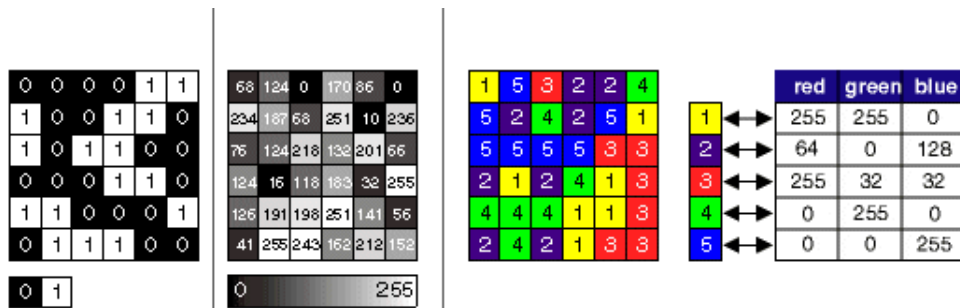 0 0 0 0 1 1
1 0 0 1 1 0
1 0 1 1 0 0
0 0 0 1 1 0
1 1 0 0 0 1
0 1 1 1 0 0
0 1
68 124 0 170 86 0
234 187 68 251 10 236
76 124 218 132 201 66
124 16 118 183 32 255
126 191 198 251 141 56
41 255 243 162 212 152
0 255
1 5 3 2 2 4
5 2 4 2 5 1
5 5 5 5 3 3
2 1 2 4 1 3
4 4 4 1 1 3
2 4 2 1 3 3
red green blue
1 255 255 0
2 64 0 128
3 255 32 32
4 0 255 0
5 0 0 255